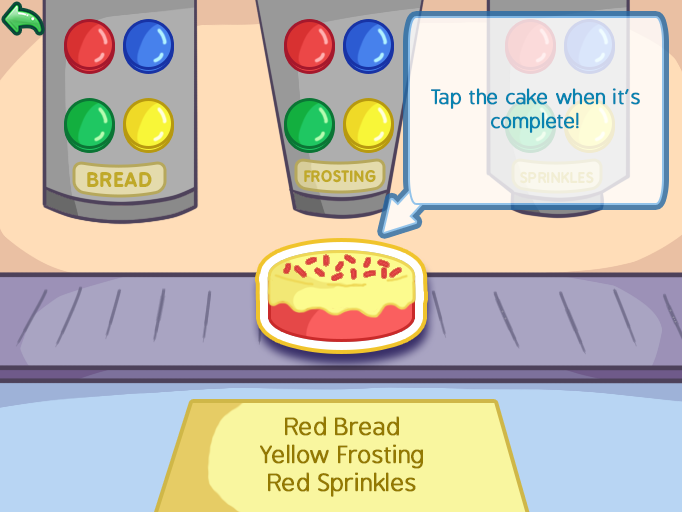 Tap the cake when it's
complete!
BREAD
FROSTING
SPRINKLES
Red Bread
Yellow Frosting
Red Sprinkles